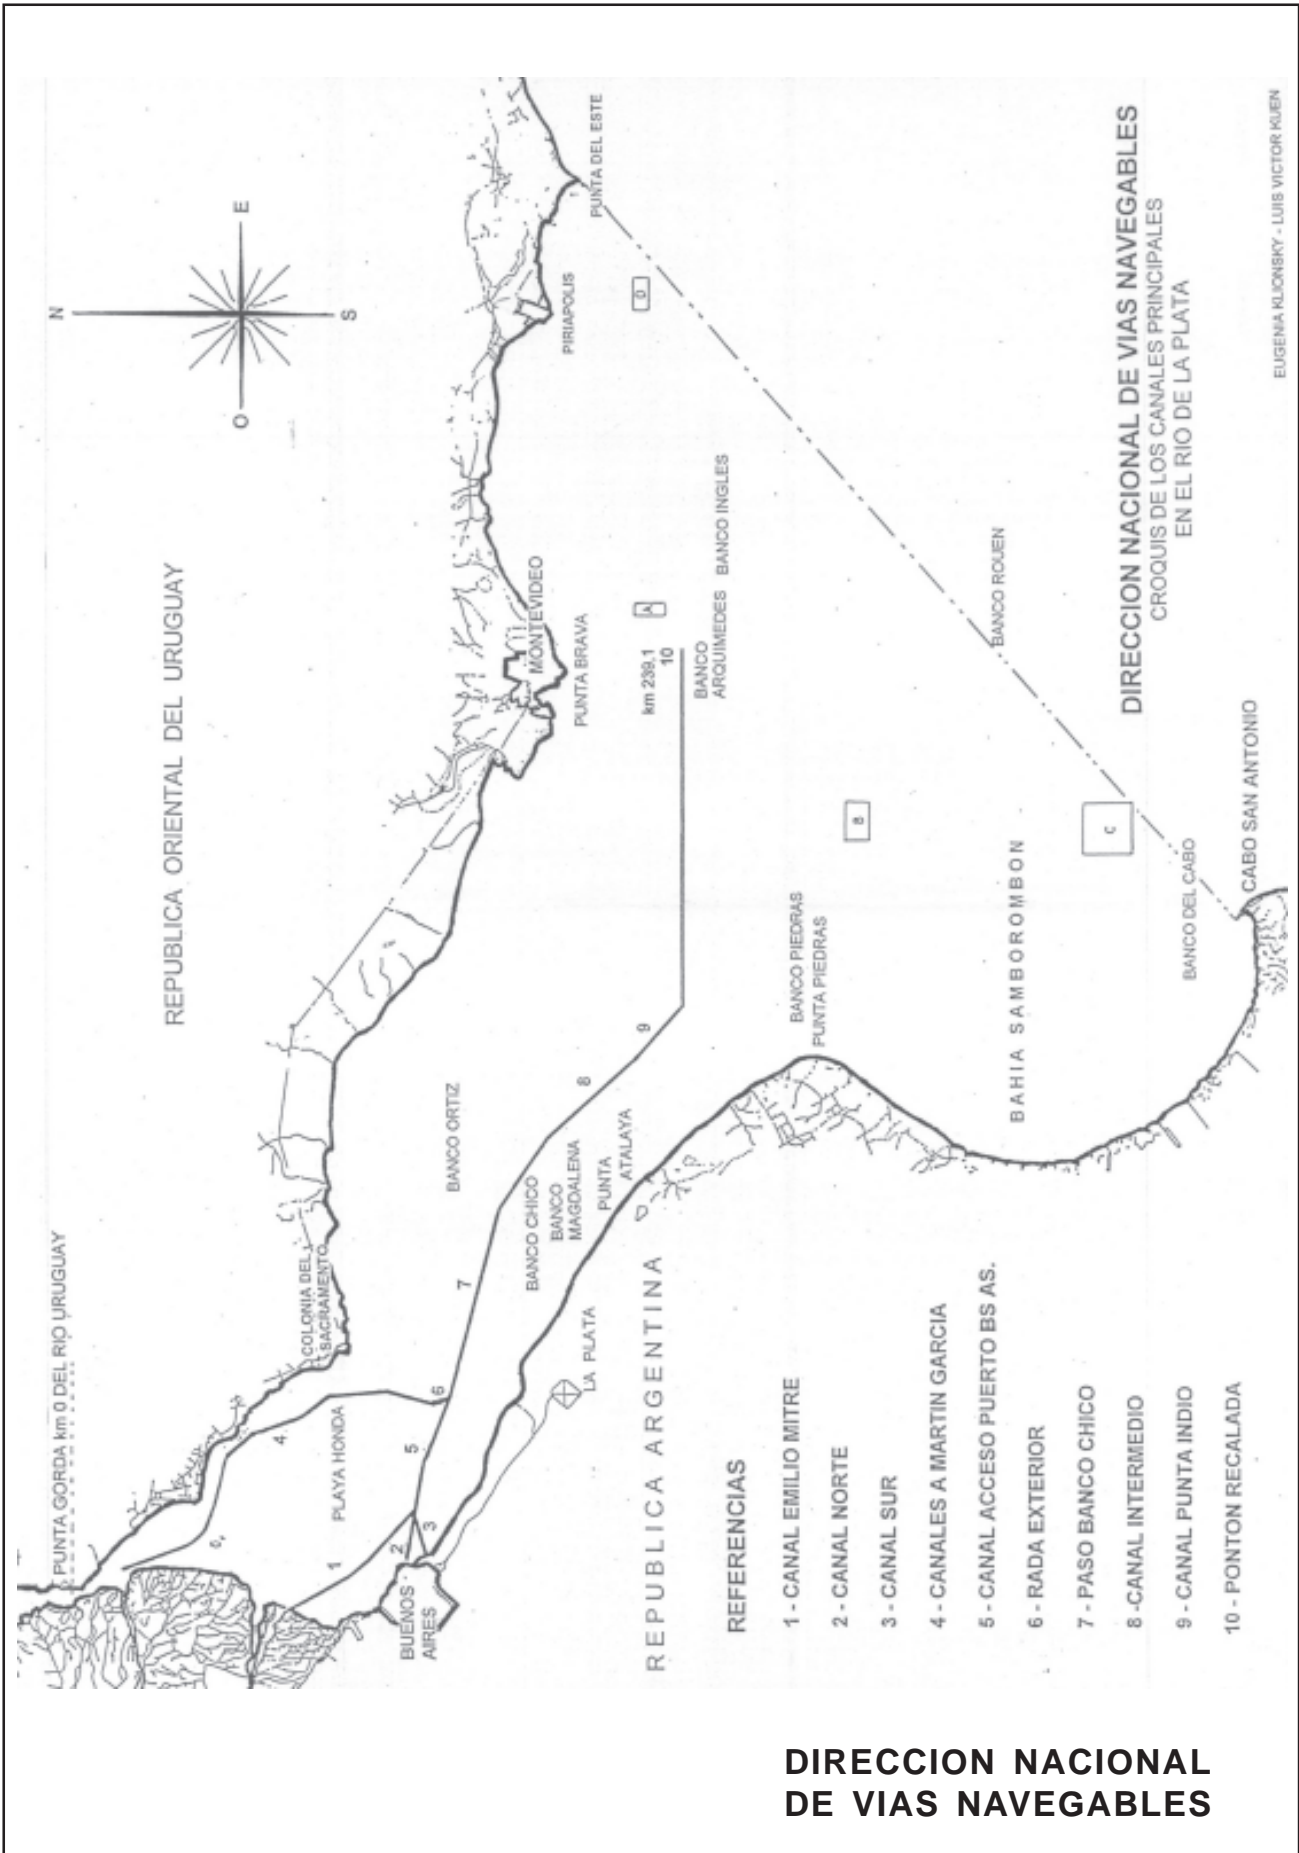 N
O
E
S
REPUBLICA ORIENTAL DEL URUGUAY
PUNTA GORDA km 0 DEL RIO URUGUAY
COLONIA DEL
SACRAMENTO
MONTEVIDEO
PUNTA BRAVA
PIRIAPOLIS
PUNTA DEL ESTE
D
A
km 239,1
10
BANCO
ARQUIMEDES
BANCO INGLES
BANCO ORTIZ
PLAYA HONDA
4
1
2
3
5
6
7
8
9
BUENOS
AIRES
BANCO CHICO
BANCO
MAGDALENA
PUNTA
ATALAYA
LA PLATA
REPUBLICA ARGENTINA
BANCO PIEDRAS
PUNTA PIEDRAS
B
BANCO ROUEN
BAHIA SAMBOROMBON
C
BANCO DEL CABO
CABO SAN ANTONIO
REFERENCIAS
1 - CANAL EMILIO MITRE
2 - CANAL NORTE
3 - CANAL SUR
4 - CANALES A MARTIN GARCIA
5 - CANAL ACCESO PUERTO BS AS.
6 - RADA EXTERIOR
7 - PASO BANCO CHICO
8 -CANAL INTERMEDIO
9 - CANAL PUNTA INDIO
10 - PONTON RECALADA
DIRECCION NACIONAL DE VIAS NAVEGABLES
CROQUIS DE LOS CANALES PRINCIPALES
EN EL RIO DE LA PLATA
EUGENIA KLIONSKY - LUIS VICTOR KUEN
DIRECCION NACIONAL
DE VIAS NAVEGABLES